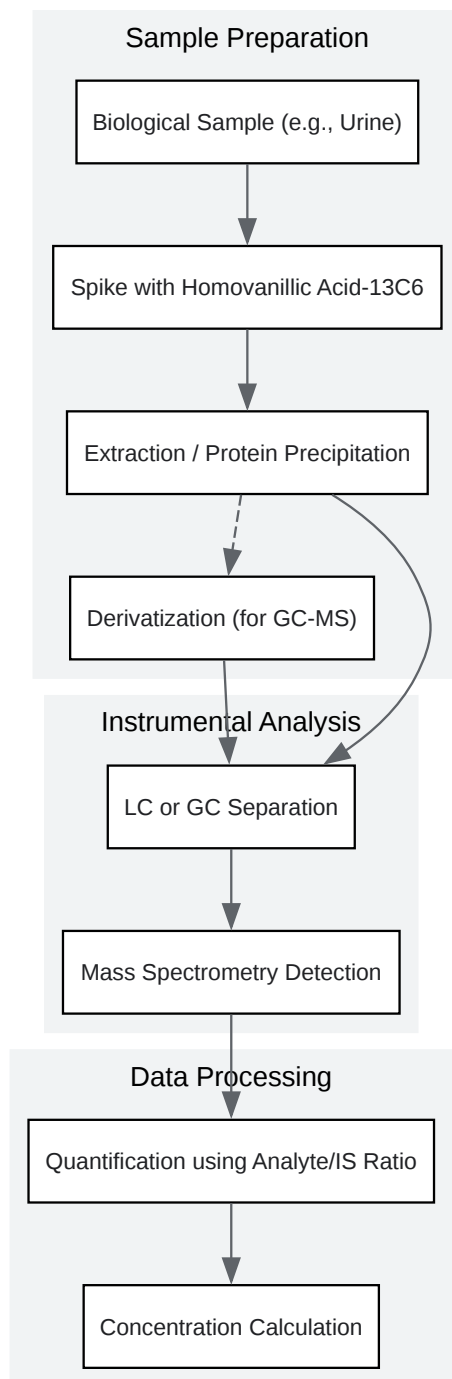 Sample Preparation
Biological Sample (e.g., Urine)
Spike with Homovanillic Acid-13C6
Extraction / Protein Precipitation
Derivatization (for GC-MS)
Instrumental Analysis
LC or GC Separation
Mass Spectrometry Detection
Data Processing
Quantification using Analyte/IS Ratio
Concentration Calculation